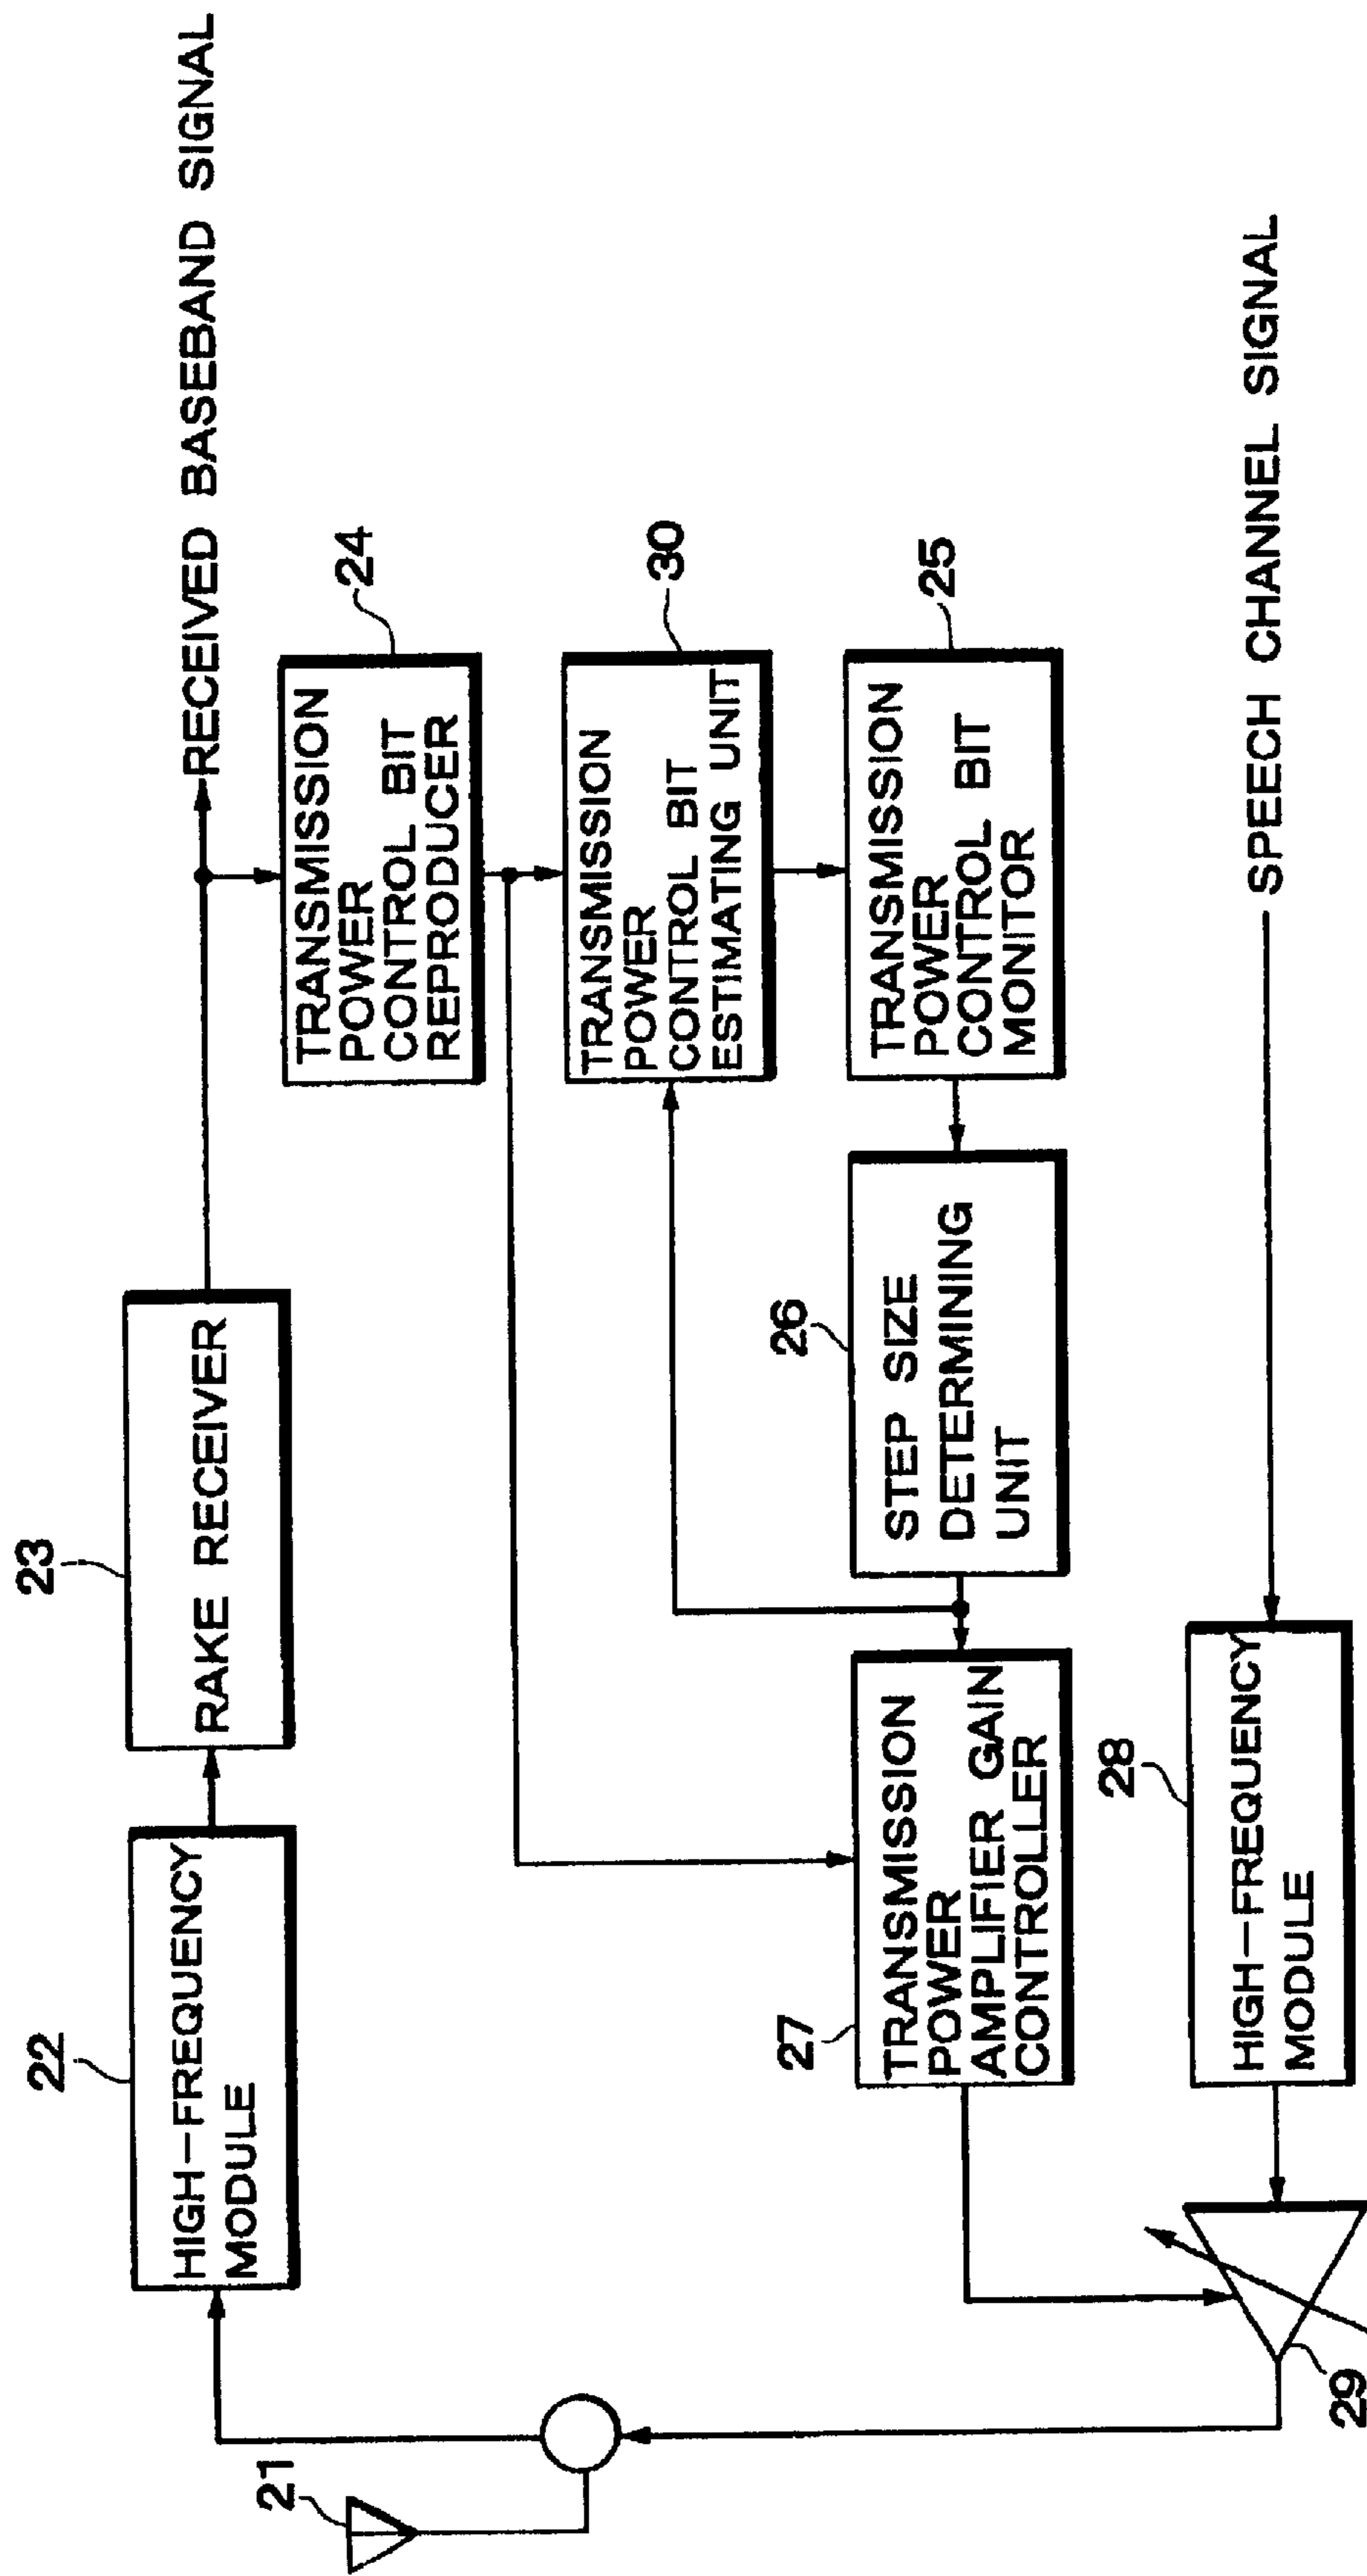 22
HIGH-FREQUENCY
MODULE
23
RAKE RECEIVER
RECEIVED BASEBAND SIGNAL
21
24
TRANSMISSION
POWER
CONTROL BIT
REPRODUCER
30
TRANSMISSION
POWER
CONTROL BIT
ESTIMATING UNIT
27
TRANSMISSION
POWER
AMPLIFIER GAIN
CONTROLLER
26
STEP SIZE
DETERMINING
UNIT
25
TRANSMISSION
POWER
CONTROL BIT
MONITOR
29
28
HIGH-FREQUENCY
MODULE
SPEECH CHANNEL SIGNAL